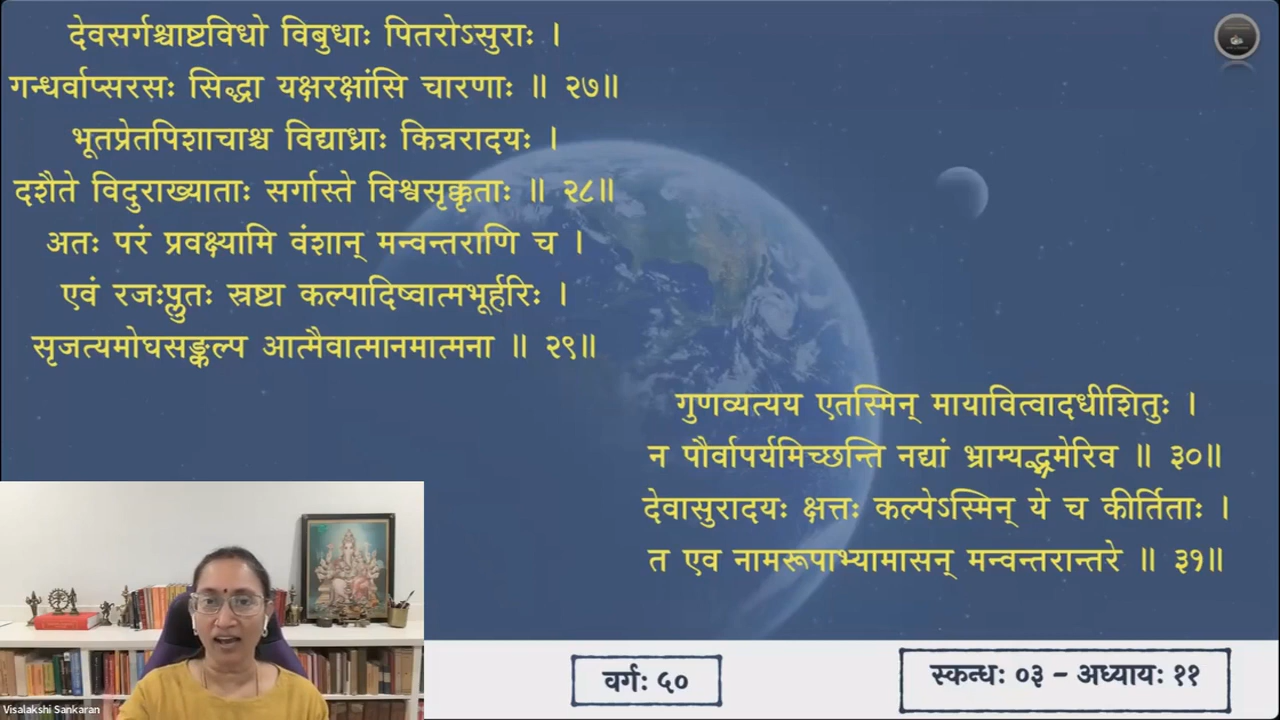 देवसर्गश्चाष्टविधो विबुधाः पितरोऽसुराः ।
गन्धर्वाप्सरसः सिद्धा यक्षरक्षांसि चारणाः ॥ २७॥
भूतप्रेतपिशाचाश्च विद्याध्राः किन्नरादयः ।
दशैते विदुराख्याताः सर्गास्ते विश्वसृक्कृताः ॥ २८॥
अतः परं प्रवक्ष्यामि वंशान् मन्वन्तराणि च ।
एवं रजःप्लुतः स्रष्टा कल्पादिष्वात्मभूर्हरिः ।
सृजत्यमोघसङ्कल्प आत्मैवात्मानमात्मना ॥ २९॥
गुणव्यत्यय एतस्मिन् मायावित्वादधीशितुः ।
न पौर्वापर्यमिच्छन्ति नद्यां भ्राम्यद्भ्रमेरिव ॥ ३०॥
देवासुरादयः क्षत्तः कल्पेऽस्मिन् ये च कीर्तिताः ।
त एव नामरूपाभ्यामासन् मन्वन्तरान्तरे ॥ ३१॥
Visalakshi Sankaran
वर्गः ५०
स्कन्धः ०३ – अध्यायः ११